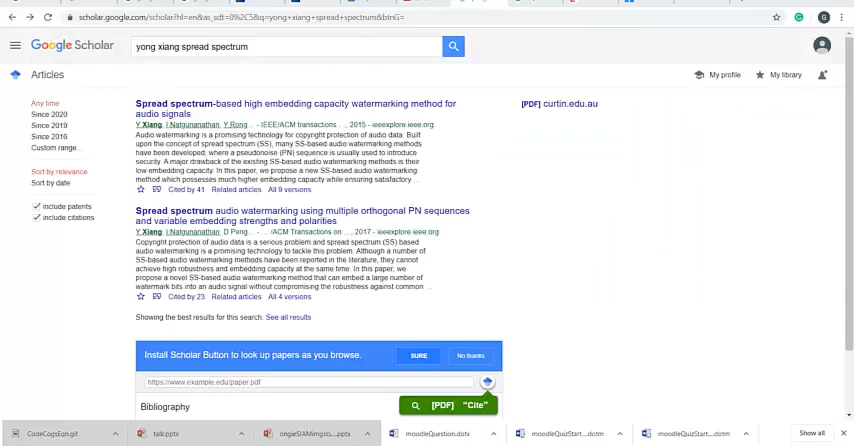 scholar.google.com/scholar?hl=en&as_sdt=0%2C5&q=yong+xiang+spread+spectrum&btnG=
Google Scholar
yong xiang spread spectrum
Articles
My profile
My library
Any time
Since 2020
Since 2019
Since 2016
Custom range...
Sort by relevance
Sort by date
include patents
include citations
Spread spectrum-based high embedding capacity watermarking method for
audio signals
Y Xiang, I Natgunanathan, Y Rong... - IEEE/ACM transactions ..., 2015 - ieeexplore.ieee.org
Audio watermarking is a promising technology for copyright protection of audio data. Built
upon the concept of spread spectrum (SS), many SS-based audio watermarking methods
have been developed, where a pseudonoise (PN) sequence is usually used to introduce
security. A major drawback of the existing SS-based audio watermarking methods is their
low embedding capacity. In this paper, we propose a new SS-based audio watermarking
method which possesses much higher embedding capacity while ensuring satisfactory ...
Cited by 41 Related articles All 9 versions
[PDF] curtin.edu.au
Spread spectrum audio watermarking using multiple orthogonal PN sequences
and variable embedding strengths and polarities
Y Xiang, I Natgunanathan, D Peng... - ... /ACM Transactions on ..., 2017 - ieeexplore.ieee.org
Copyright protection of audio data is a serious problem and spread spectrum (SS) based
audio watermarking is a promising technology to tackle this problem. Although a number of
SS-based audio watermarking methods have been reported in the literature, they cannot
achieve high robustness and embedding capacity at the same time. In this paper, we
propose a novel SS-based audio watermarking method that can embed a large number of
watermark bits into an audio signal without compromising the robustness against common ...
Cited by 23 Related articles All 4 versions
Showing the best results for this search. See all results
Install Scholar Button to look up papers as you browse.
SURE
No thanks
https://www.example.edu/paper.pdf
Bibliography
[PDF] "Cite"
CodeCogsEqn.gif
talk.pptx
ongieSIAMimgsci....pptx
moodleQuestion.dotx
moodleQuizStart....dotm
moodleQuizStart....dotm
Show all